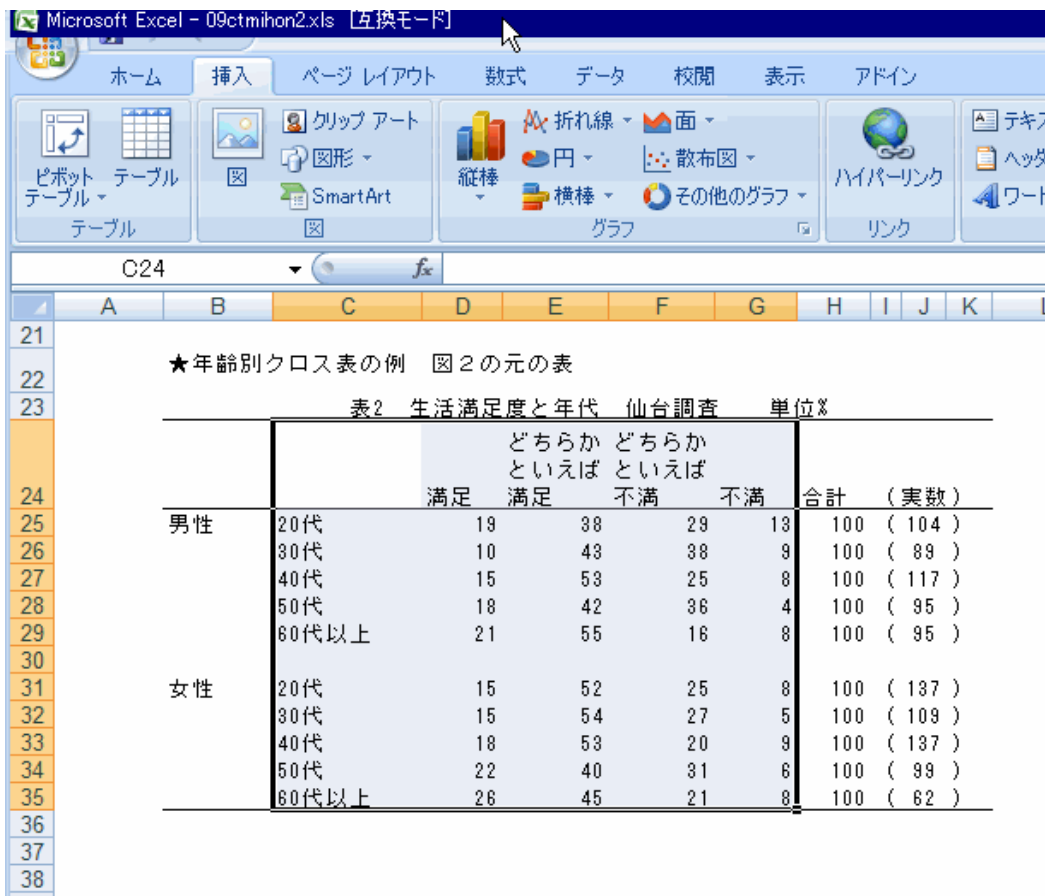 Microsoft Excel - 09ctmihon2.xls [互換モード]
ホーム 挿入 ページ レイアウト 数式 データ 校閲 表示 アドイン
ピボットテーブル テーブル 図 クリップ アート 図形 SmartArt 縦棒 折れ線 円 横棒 面 散布図 その他のグラフ ハイパーリンク テキス ヘッダ ワード
テーブル 図 グラフ リンク
C24 fx
A B C D E F G H I J K L
21
22 ★年齢別クロス表の例 図2の元の表
23 表2 生活満足度と年代 仙台調査 単位%
24 満足 どちらかといえば満足 どちらかといえば不満 不満 合計 (実数)
25 男性 20代 19 38 29 13 100 ( 104 )
26 30代 10 43 38 9 100 ( 89 )
27 40代 15 53 25 8 100 ( 117 )
28 50代 18 42 36 4 100 ( 95 )
29 60代以上 21 55 16 8 100 ( 95 )
30
31 女性 20代 15 52 25 8 100 ( 137 )
32 30代 15 54 27 5 100 ( 109 )
33 40代 18 53 20 9 100 ( 137 )
34 50代 22 40 31 6 100 ( 99 )
35 60代以上 26 45 21 8 100 ( 62 )
36
37
38